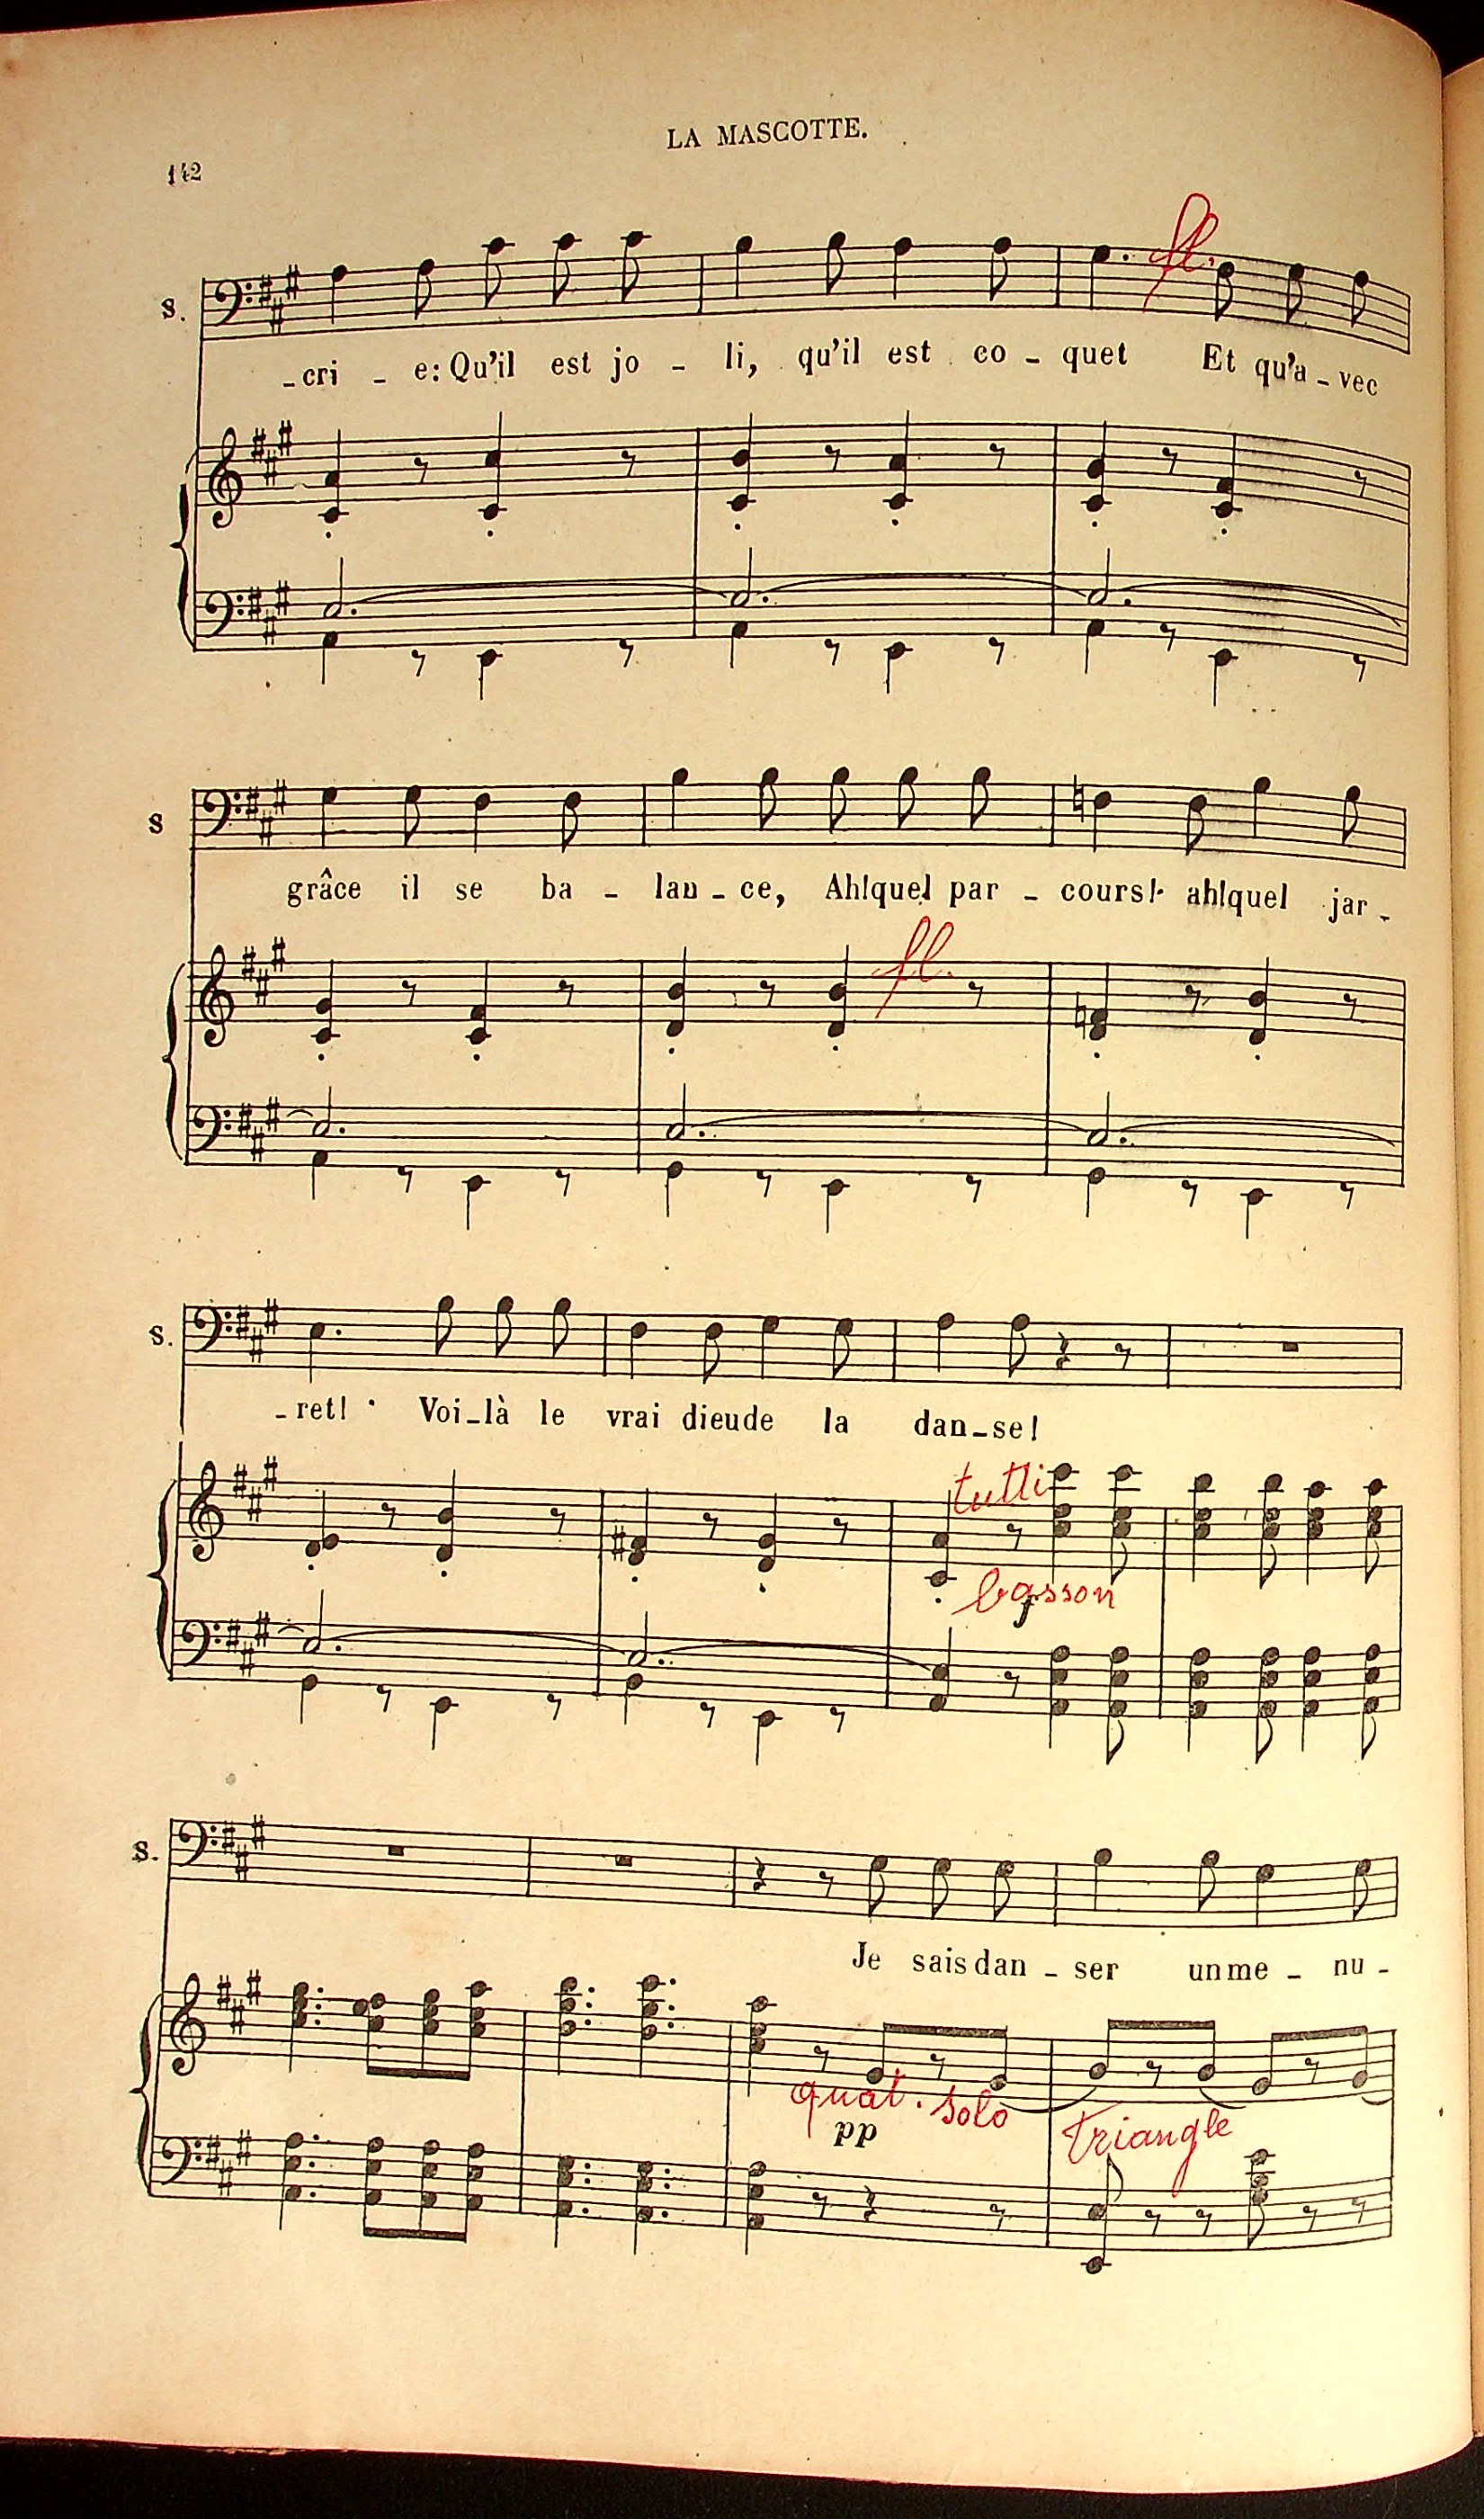 LA MASCOTTE.
142
fl.
S.
-cri - e: Qu'il est jo - li, qu'il est co - quet Et qu'a - vec
S
grâce il se ba - lan - ce, Ah! quel par - cours! ah! quel jar -
fl.
S.
- ret! Voi - là le vrai dieu de la dan - se!
tutti
basson
f
S.
Je sais dan - ser un me - nu -
quat. solo
pp
triangle